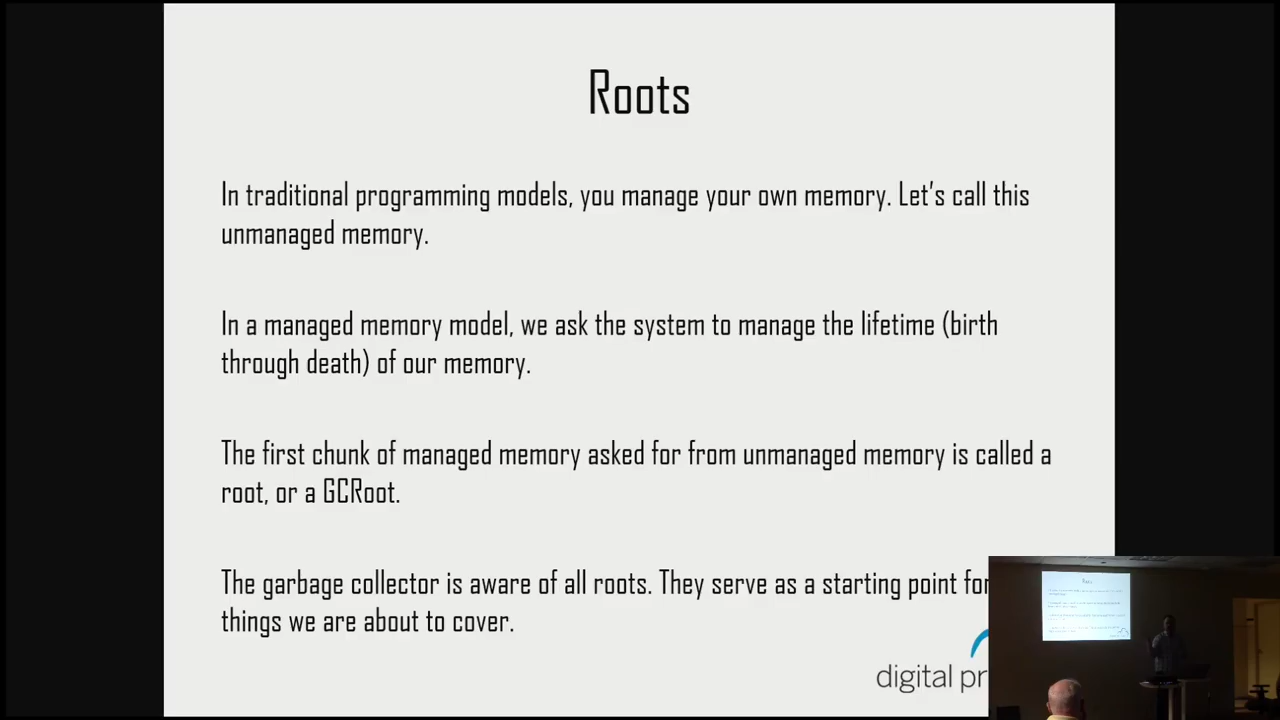 Roots
In traditional programming models, you manage your own memory. Let's call this
unmanaged memory.
In a managed memory model, we ask the system to manage the lifetime (birth
through death) of our memory.
The first chunk of managed memory asked for from unmanaged memory is called a
root, or a GCRoot.
The garbage collector is aware of all roots. They serve as a starting point for
things we are about to cover.
digital pr